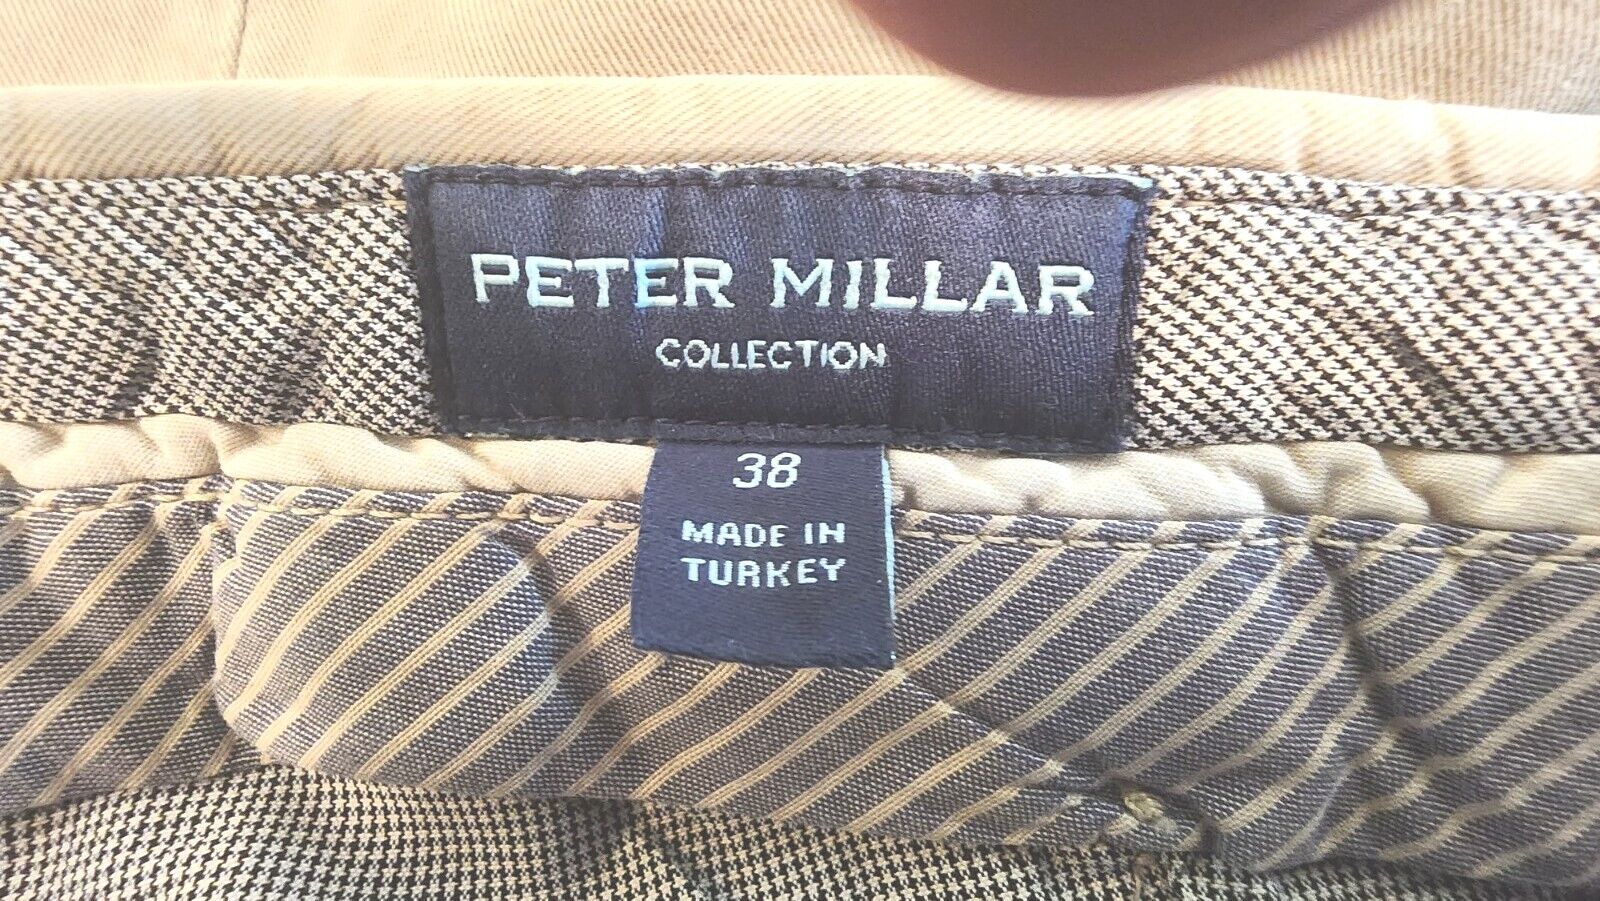 PETER MILLAR
COLLECTION
38
MADE IN
TURKEY